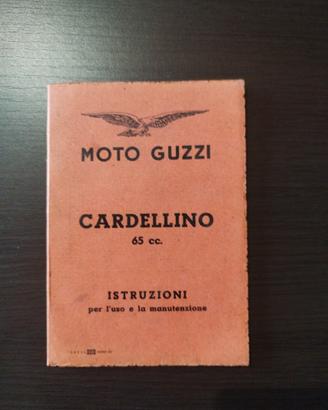 MOTO GUZZI
CARDELLINO
65 cc.
ISTRUZIONI
per l'uso e la manutenzione